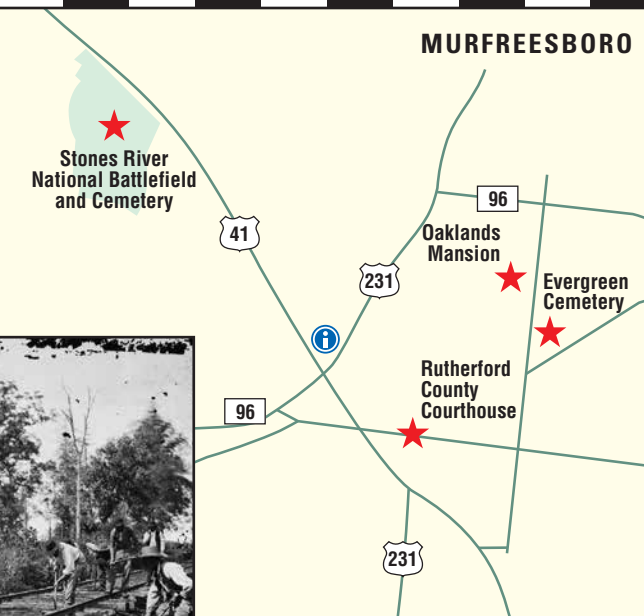 MURFREESBORO
Stones River
National Battlefield
and Cemetery
96
41
Oaklands
Mansion
231
Evergreen
Cemetery
i
Rutherford
County
Courthouse
96
231